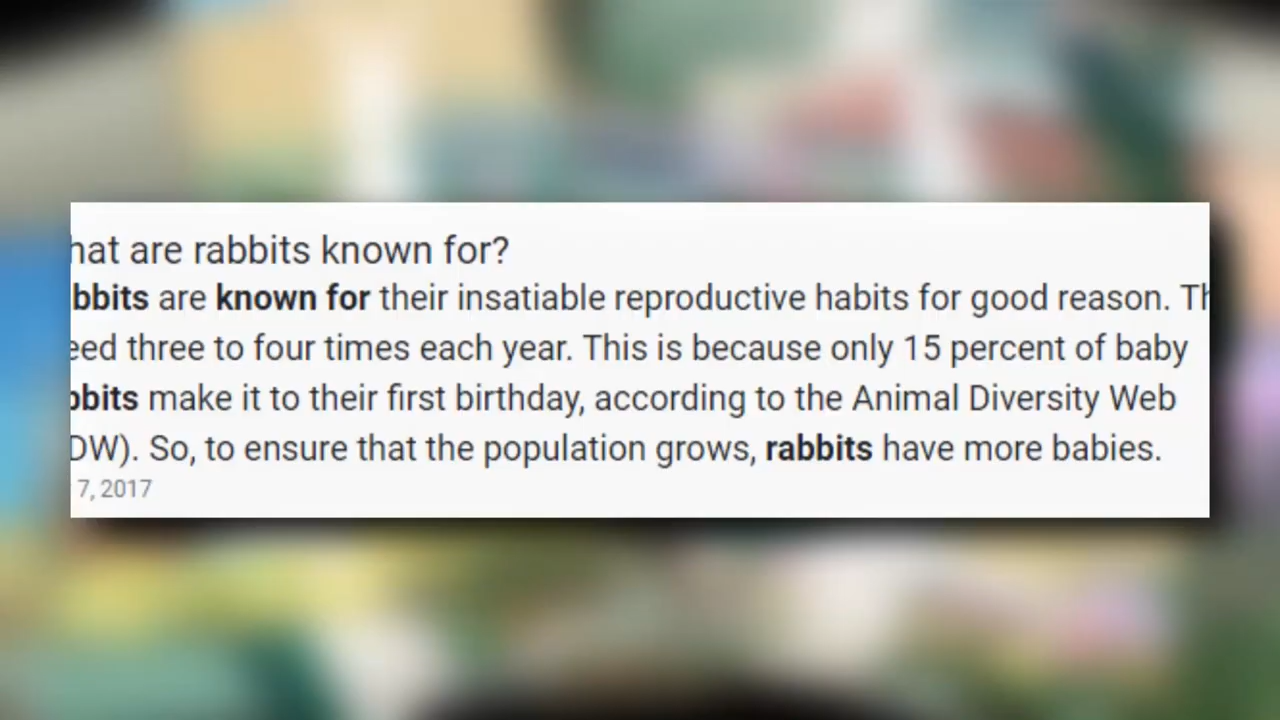 hat are rabbits known for?
bbits are known for their insatiable reproductive habits for good reason. Th
eed three to four times each year. This is because only 15 percent of baby
bbits make it to their first birthday, according to the Animal Diversity Web
DW). So, to ensure that the population grows, rabbits have more babies.
7, 2017